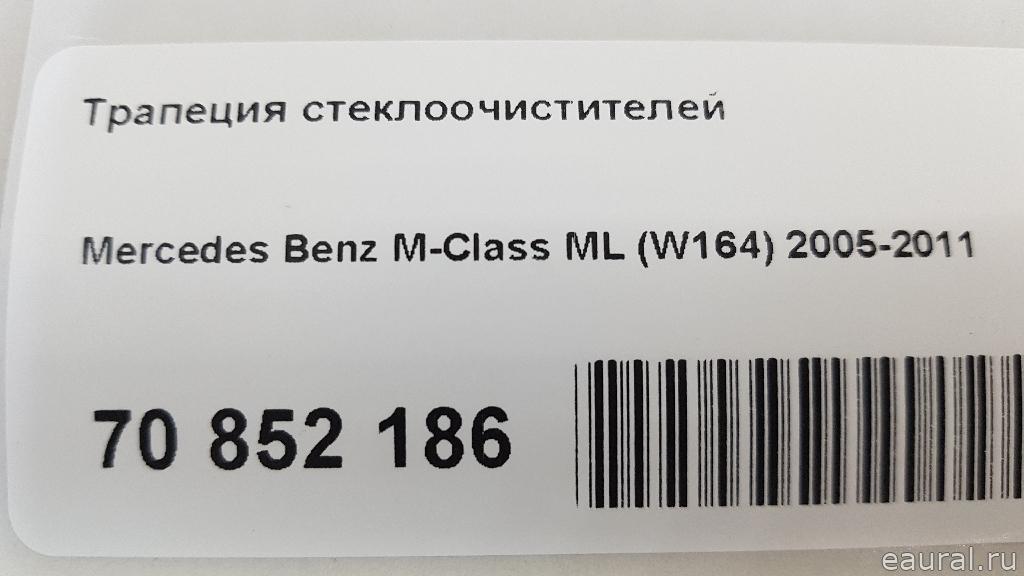 Трапеция стеклоочистителей
Mercedes Benz M-Class ML (W164) 2005-2011
70 852 186
eaural.ru